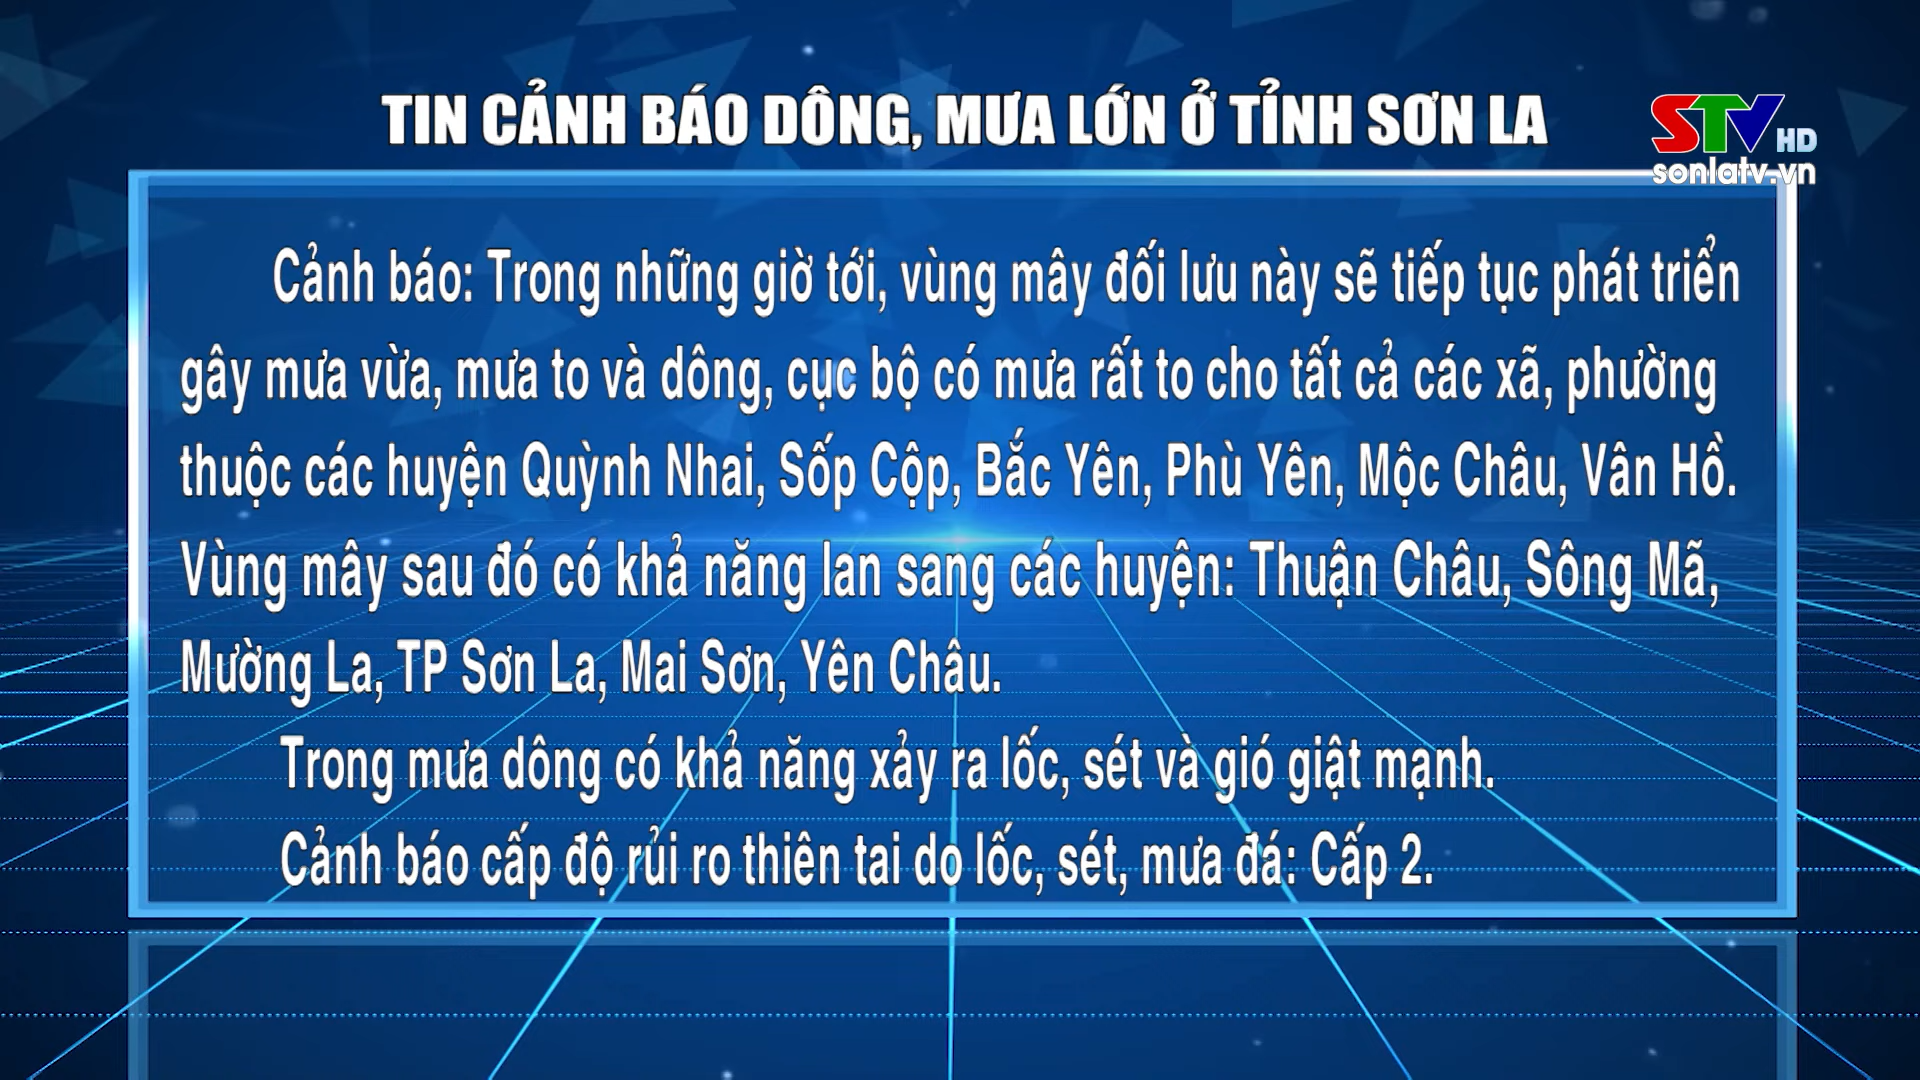 TIN CẢNH BÁO DÔNG, MƯA LỚN Ở TỈNH SƠN LA
STV HD
sonlatv.vn
Cảnh báo: Trong những giờ tới, vùng mây đối lưu này sẽ tiếp tục phát triển
gây mưa vừa, mưa to và dông, cục bộ có mưa rất to cho tất cả các xã, phường
thuộc các huyện Quỳnh Nhai, Sốp Cộp, Bắc Yên, Phù Yên, Mộc Châu, Vân Hồ.
Vùng mây sau đó có khả năng lan sang các huyện: Thuận Châu, Sông Mã,
Mường La, TP Sơn La, Mai Sơn, Yên Châu.
Trong mưa dông có khả năng xảy ra lốc, sét và gió giật mạnh.
Cảnh báo cấp độ rủi ro thiên tai do lốc, sét, mưa đá: Cấp 2.